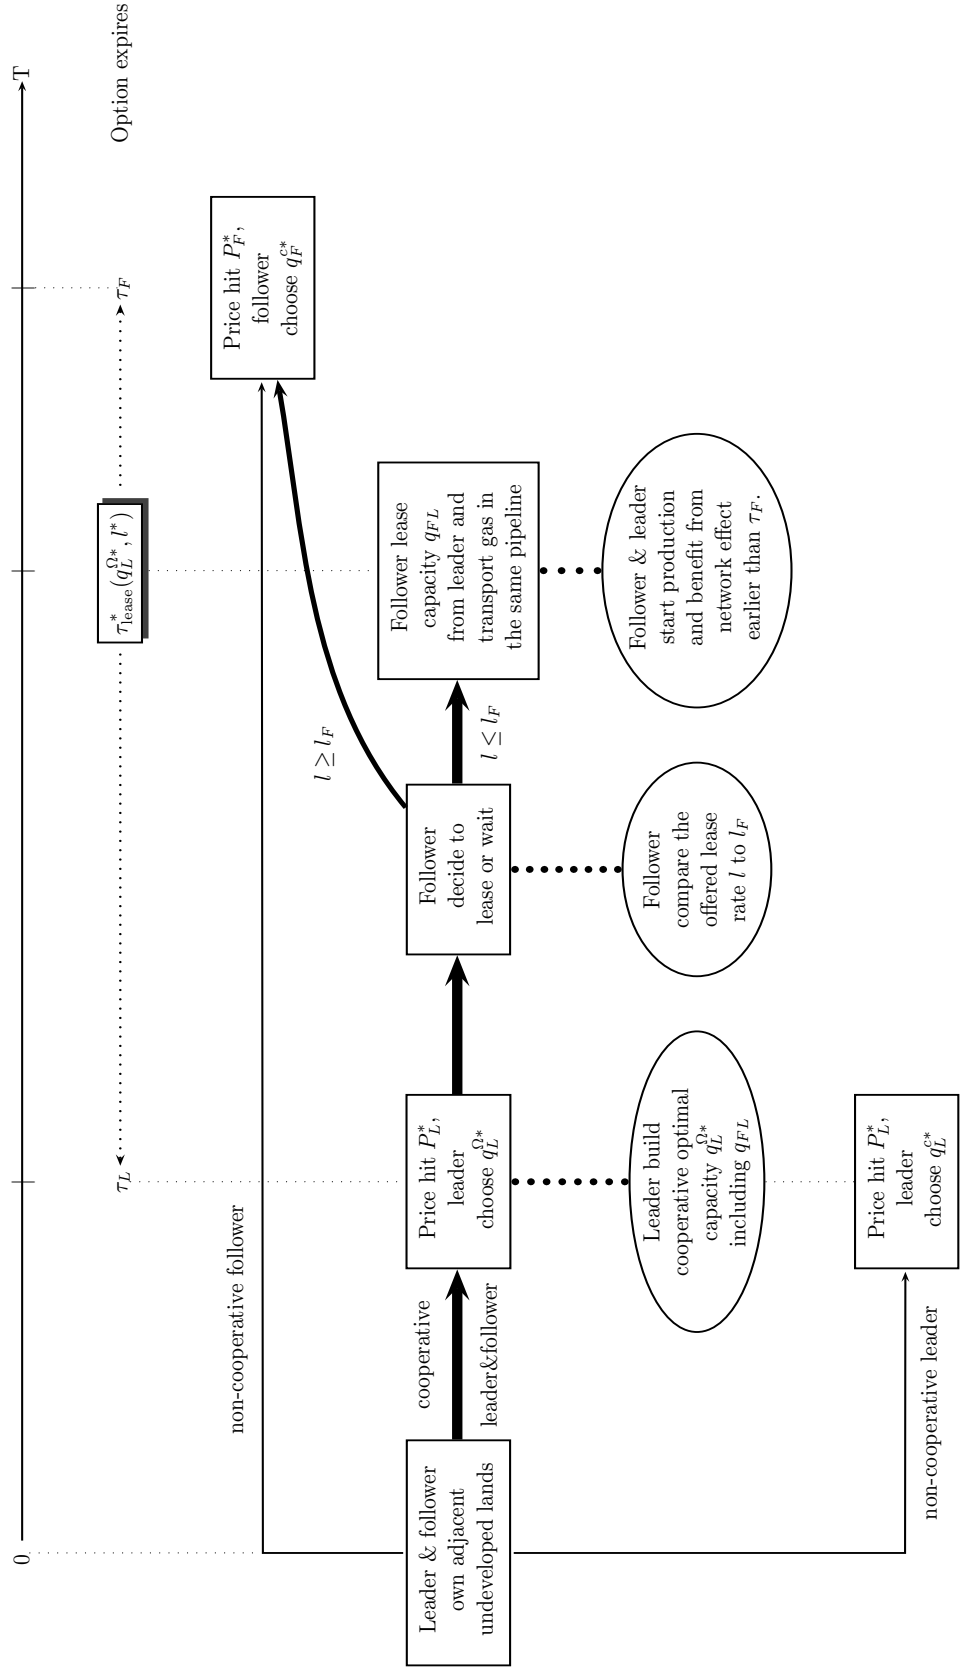 0
T
τ_L
τ*_lease(q_L^Ω*, l*)
τ_F
Option expires
non-cooperative follower
Price hit P*_F,
follower
choose q_F^c*
l ≥ l_F
Leader & follower
own adjacent
undeveloped lands
cooperative
leader&follower
Price hit P*_L,
leader
choose q_L^Ω*
Follower
decide to
lease or wait
l ≤ l_F
Follower lease
capacity q_FL
from leader and
transport gas in
the same pipeline
Leader build
cooperative optimal
capacity q_L^Ω*
including q_FL
Follower
compare the
offered lease
rate l to l_F
Follower & leader
start production
and benefit from
network effect
earlier than τ_F.
non-cooperative leader
Price hit P*_L,
leader
choose q_L^c*